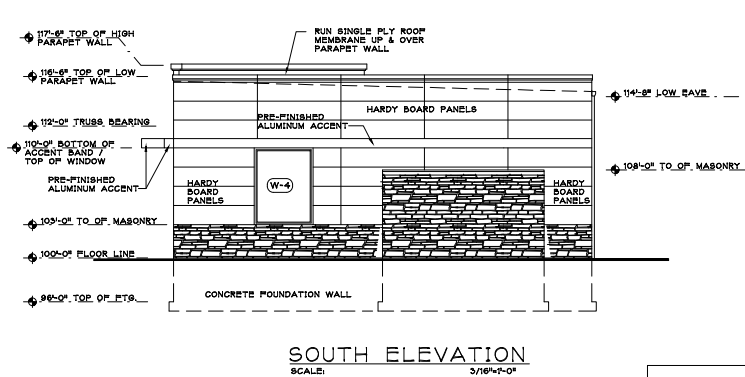 117'-6" TOP OF HIGH
PARAPET WALL
RUN SINGLE PLY ROOF
MEMBRANE UP & OVER
PARAPET WALL
116'-6" TOP OF LOW
PARAPET WALL
114'-8" LOW EAVE
HARDY BOARD PANELS
112'-0" TRUSS BEARING
PRE-FINISHED
ALUMINUM ACCENT
110'-0" BOTTOM OF
ACCENT BAND /
TOP OF WINDOW
108'-0" TO OF MASONRY
PRE-FINISHED
ALUMINUM ACCENT
HARDY
BOARD
PANELS
W-4
HARDY
BOARD
PANELS
103'-0" TO OF MASONRY
100'-0" FLOOR LINE
96'-0" TOP OF FTG.
CONCRETE FOUNDATION WALL
SOUTH ELEVATION
SCALE: 3/16"=1'-0"